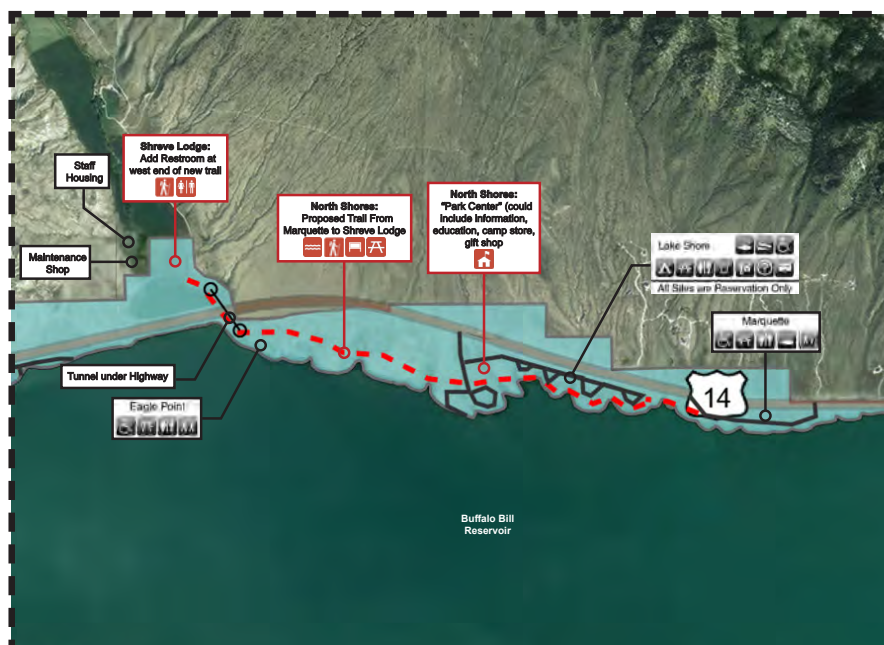 Shreve Lodge:
Add Restroom at
west end of new trail
Staff
Housing
Maintenance
Shop
North Shores:
Proposed Trail From
Marquette to Shreve Lodge
North Shores:
"Park Center" (could
include information,
education, camp store,
gift shop
Lake Shore
All Sites are Reservation Only
Marquette
14
Tunnel under Highway
Eagle Point
Buffalo Bill
Reservoir